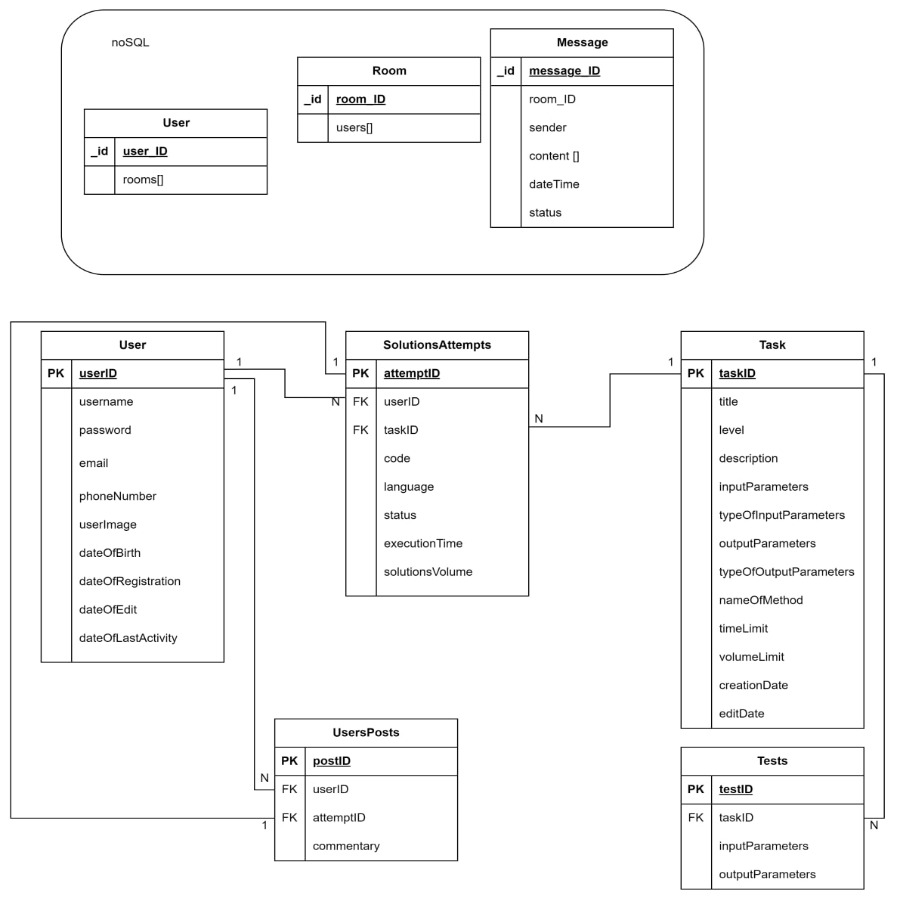 noSQL
User
_id user_ID
rooms[]
Room
_id room_ID
users[]
Message
_id message_ID
room_ID
sender
content []
dateTime
status
User
PK userID
username
password
email
phoneNumber
userImage
dateOfBirth
dateOfRegistration
dateOfEdit
dateOfLastActivity
1
1
1
N
SolutionsAttempts
PK attemptID
FK userID
FK taskID
code
language
status
executionTime
solutionsVolume
N
1
Task
PK taskID
title
level
description
inputParameters
typeOfInputParameters
outputParameters
typeOfOutputParameters
nameOfMethod
timeLimit
volumeLimit
creationDate
editDate
1
N
1
UsersPosts
PK postID
FK userID
FK attemptID
commentary
Tests
PK testID
FK taskID
inputParameters
outputParameters
N